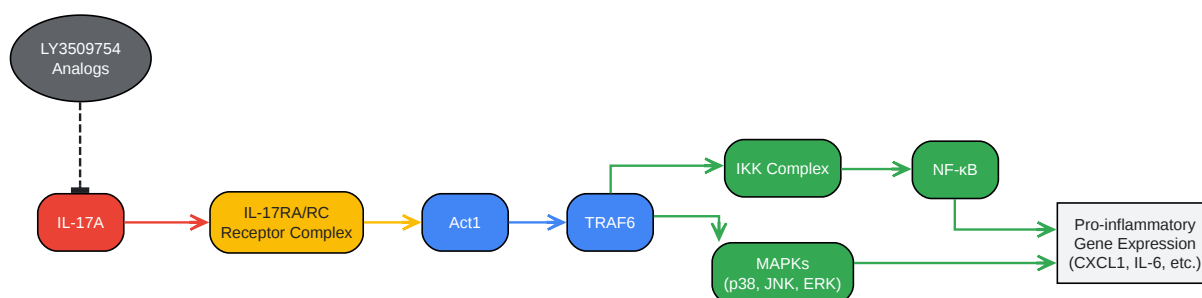 LY3509754
Analogs
IL-17A
IL-17RA/RC
Receptor Complex
Act1
TRAF6
IKK Complex
NF-κB
MAPKs
(p38, JNK, ERK)
Pro-inflammatory
Gene Expression
(CXCL1, IL-6, etc.)